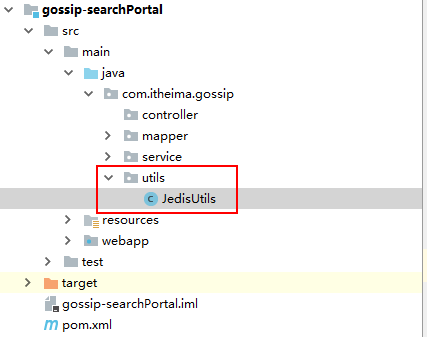 gossip-searchPortal
src
main
java
com.itheima.gossip
controller
mapper
service
utils
C JedisUtils
resources
webapp
test
target
gossip-searchPortal.iml
m pom.xml